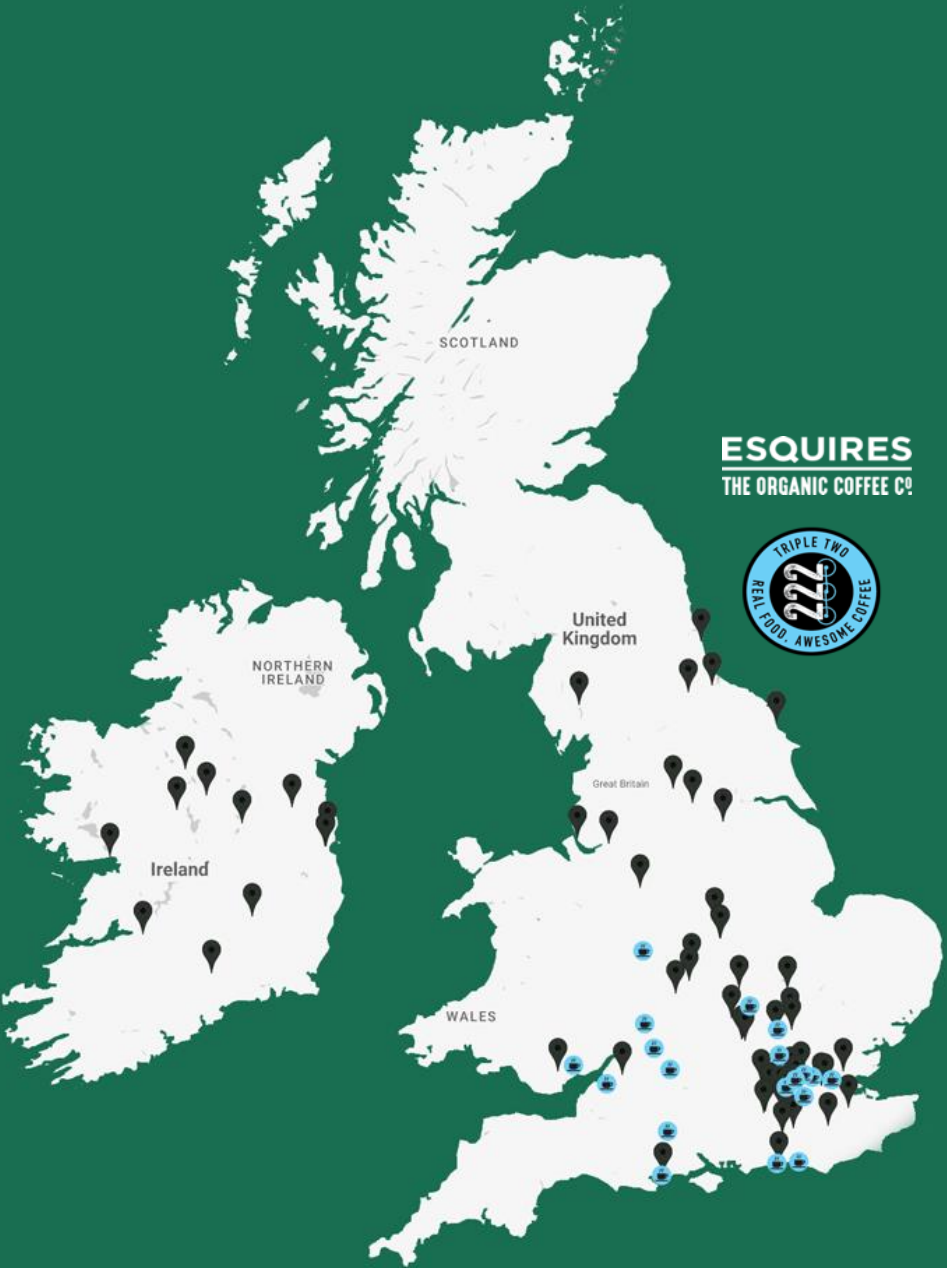 SCOTLAND
ESQUIRES
THE ORGANIC COFFEE Cº
TRIPLE TWO
222
REAL FOOD. AWESOME COFFEE
United
Kingdom
NORTHERN
IRELAND
Great Britain
Ireland
WALES